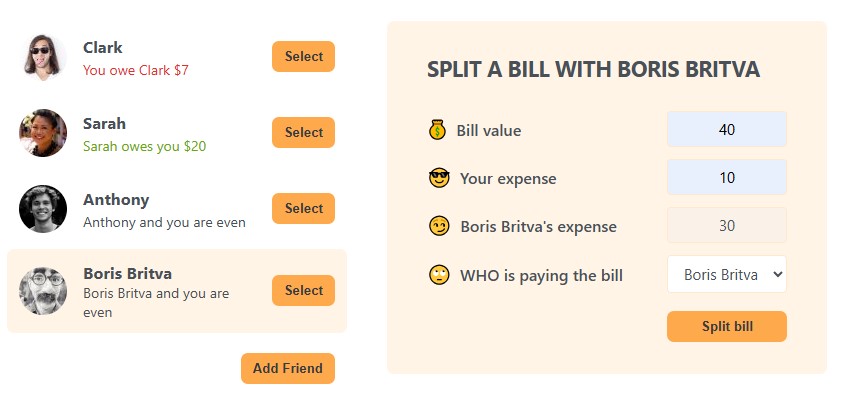 Clark
You owe Clark $7
Select
Sarah
Sarah owes you $20
Select
Anthony
Anthony and you are even
Select
Boris Britva
Boris Britva and you are
even
Select
Add Friend
SPLIT A BILL WITH BORIS BRITVA
💰 Bill value
40
😎 Your expense
10
😏 Boris Britva's expense
30
🙄 WHO is paying the bill
Boris Britva
Split bill